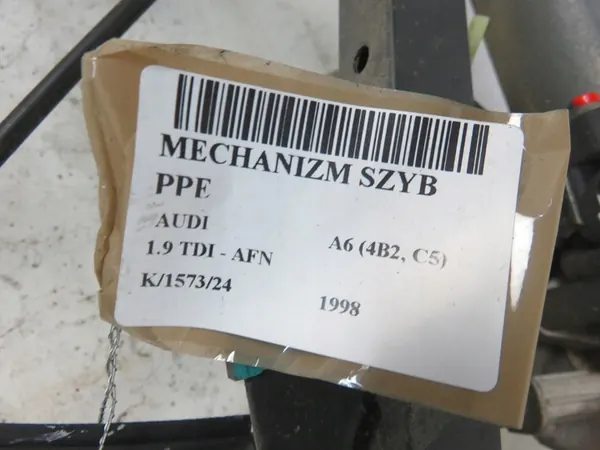 MECHANIZM SZYB
PPE
AUDI
1.9 TDI - AFN A6 (4B2, C5)
K/1573/24 1998